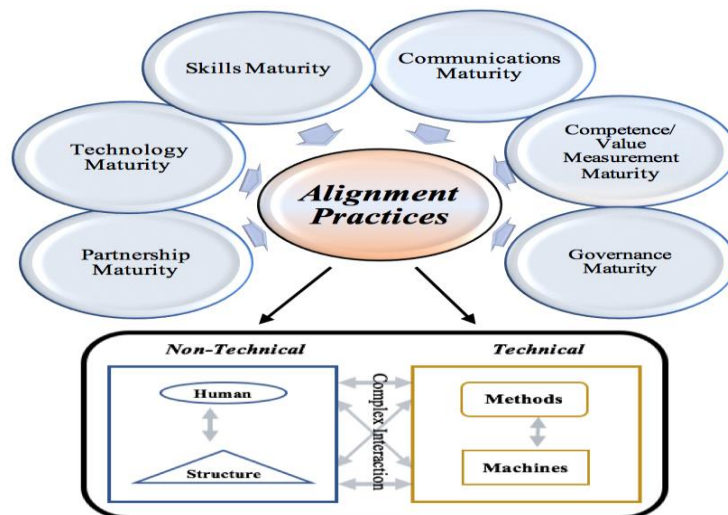 Skills Maturity
Communications
Maturity
Technology
Maturity
Competence/
Value
Measurement
Maturity
Alignment
Practices
Partnership
Maturity
Governance
Maturity
Non-Technical
Technical
Human
Structure
Complex Interaction
Methods
Machines